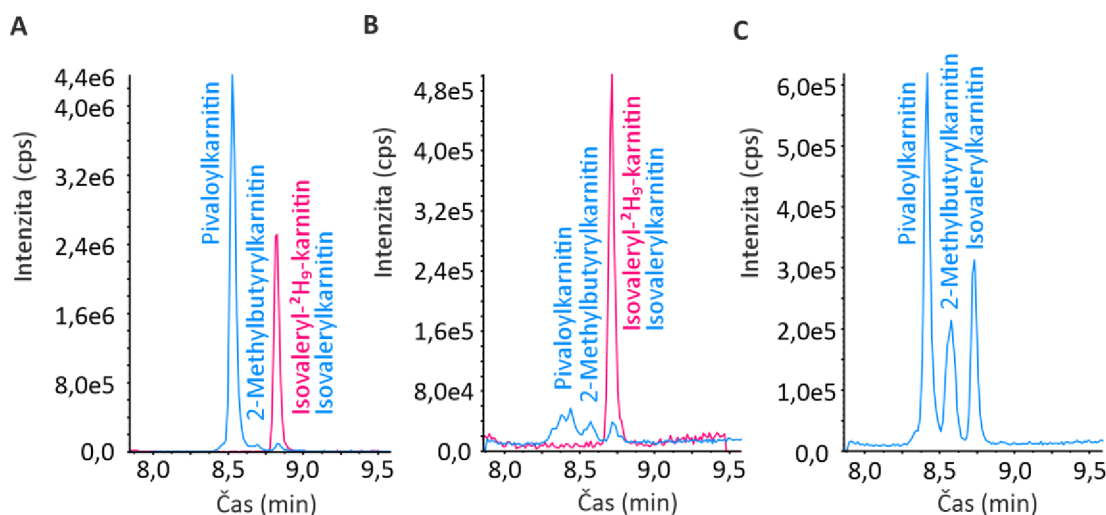 A
Intenzita (cps)
4,4e6
4,0e6
3,2e6
2,4e6
1,6e6
8,0e5
0,0
Pivaloylkarnitin
2-Methylbutyrylkarnitin
Isovaleryl-²H₉-karnitin
Isovalerylkarnitin
8,0 8,5 9,0 9,5
Čas (min)
B
Intenzita (cps)
4,8e5
4,0e5
3,2e5
2,4e5
1,6e5
8,0e4
0,0
Pivaloylkarnitin
2-Methylbutyrylkarnitin
Isovaleryl-²H₉-karnitin
Isovalerylkarnitin
8,0 8,5 9,0 9,5
Čas (min)
C
Intenzita (cps)
6,0e5
5,0e5
4,0e5
3,0e5
2,0e5
1,0e5
0,0
Pivaloylkarnitin
2-Methylbutyrylkarnitin
Isovalerylkarnitin
8,0 8,5 9,0 9,5
Čas (min)